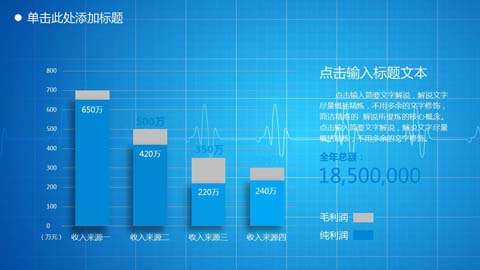 单击此处添加标题
点击输入标题文本
点击输入简要文字解说，解说文字
尽量概括精炼，不用多余的文字修饰，
简洁精准的 解说所提炼的核心概念。
点击输入简要文字解说，解说文字尽量
概括精炼，不用多余的文字修饰。
全年总额：
18,500,000
毛利润
纯利润
800
700
600
500
400
300
200
100
0
（万元）
650万
500万
420万
350万
220万
240万
收入来源一
收入来源二
收入来源三
收入来源四